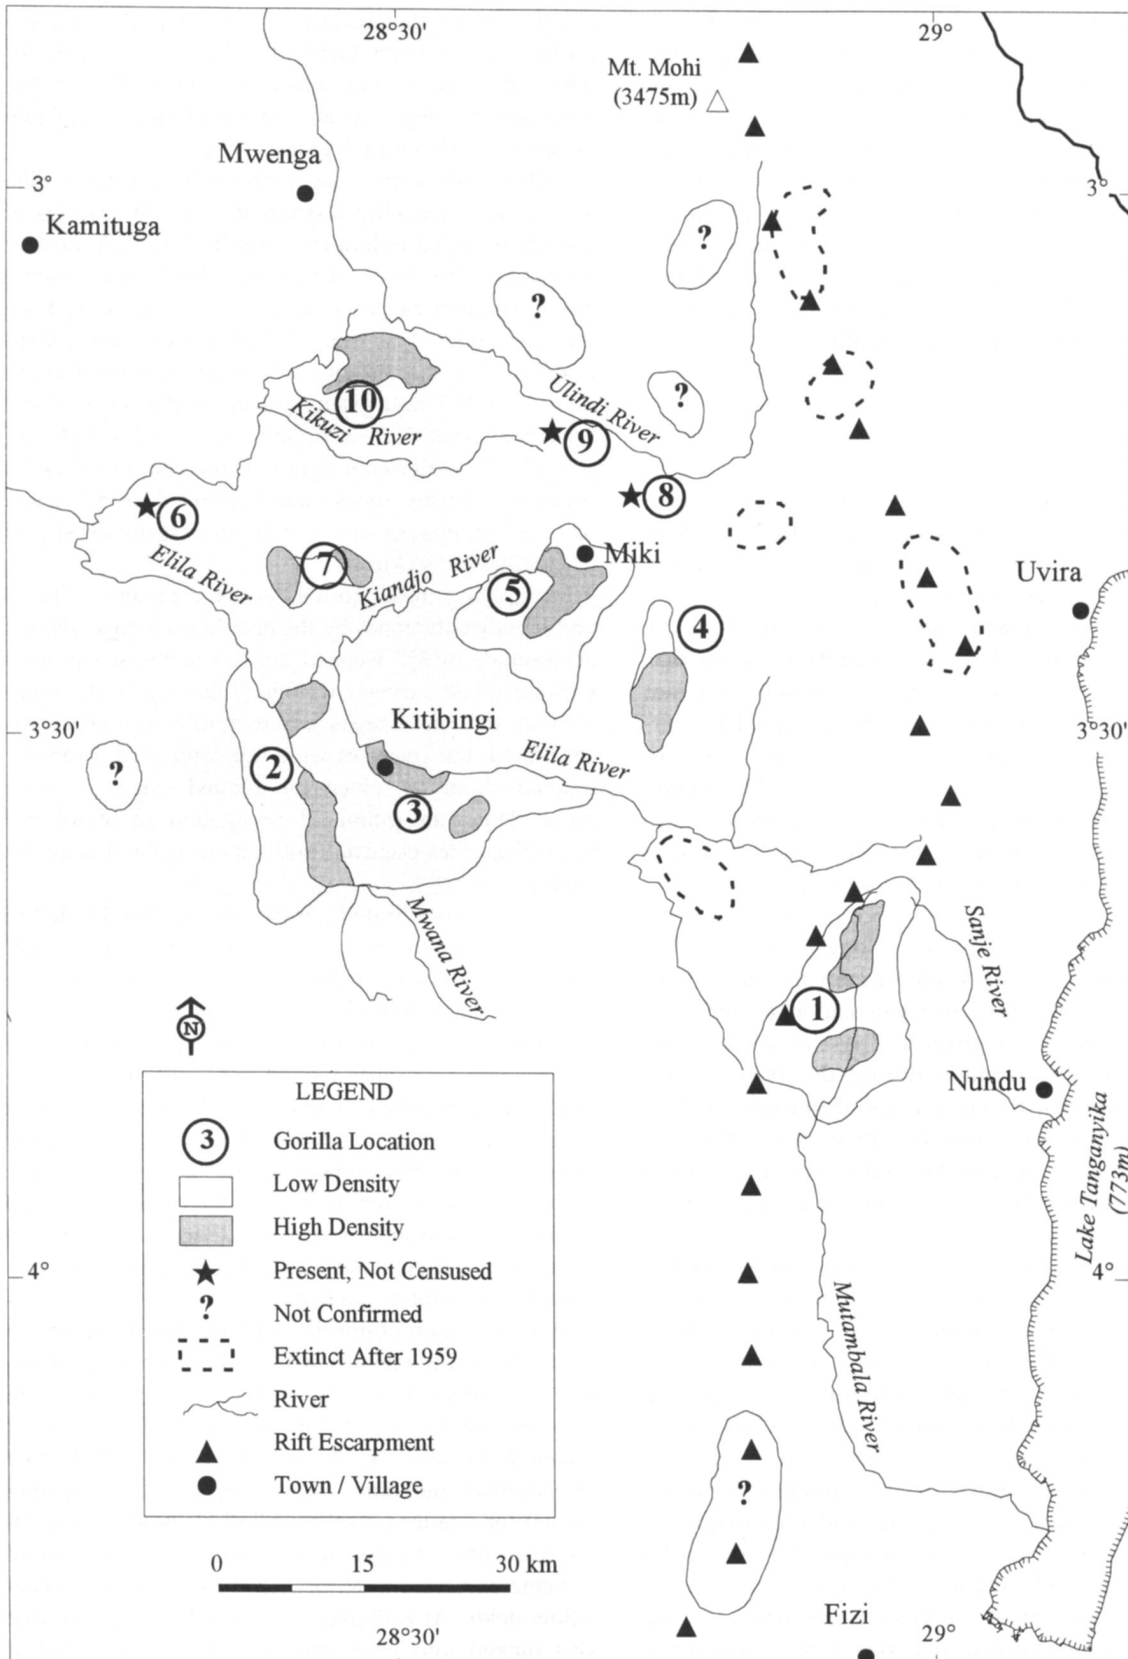 28°30'
29°
Mt. Mohi
(3475m)
Mwenga
3°
3°
Kamituga
?
?
10
Kikuzi River
Ulindi River
?
9
8
6
7
Elila River
Kiandjo River
5
Miki
Uvira
4
Kitibingi
3°30'
3°30'
2
Elila River
?
3
Mwana River
Sanje River
1
N
Nundu
LEGEND
3 Gorilla Location
Low Density
High Density
Present, Not Censused
? Not Confirmed
Extinct After 1959
River
Rift Escarpment
Town / Village
Lake Tanganyika
(773m)
4°
4°
Mutambala River
?
0 15 30 km
Fizi
28°30'
29°